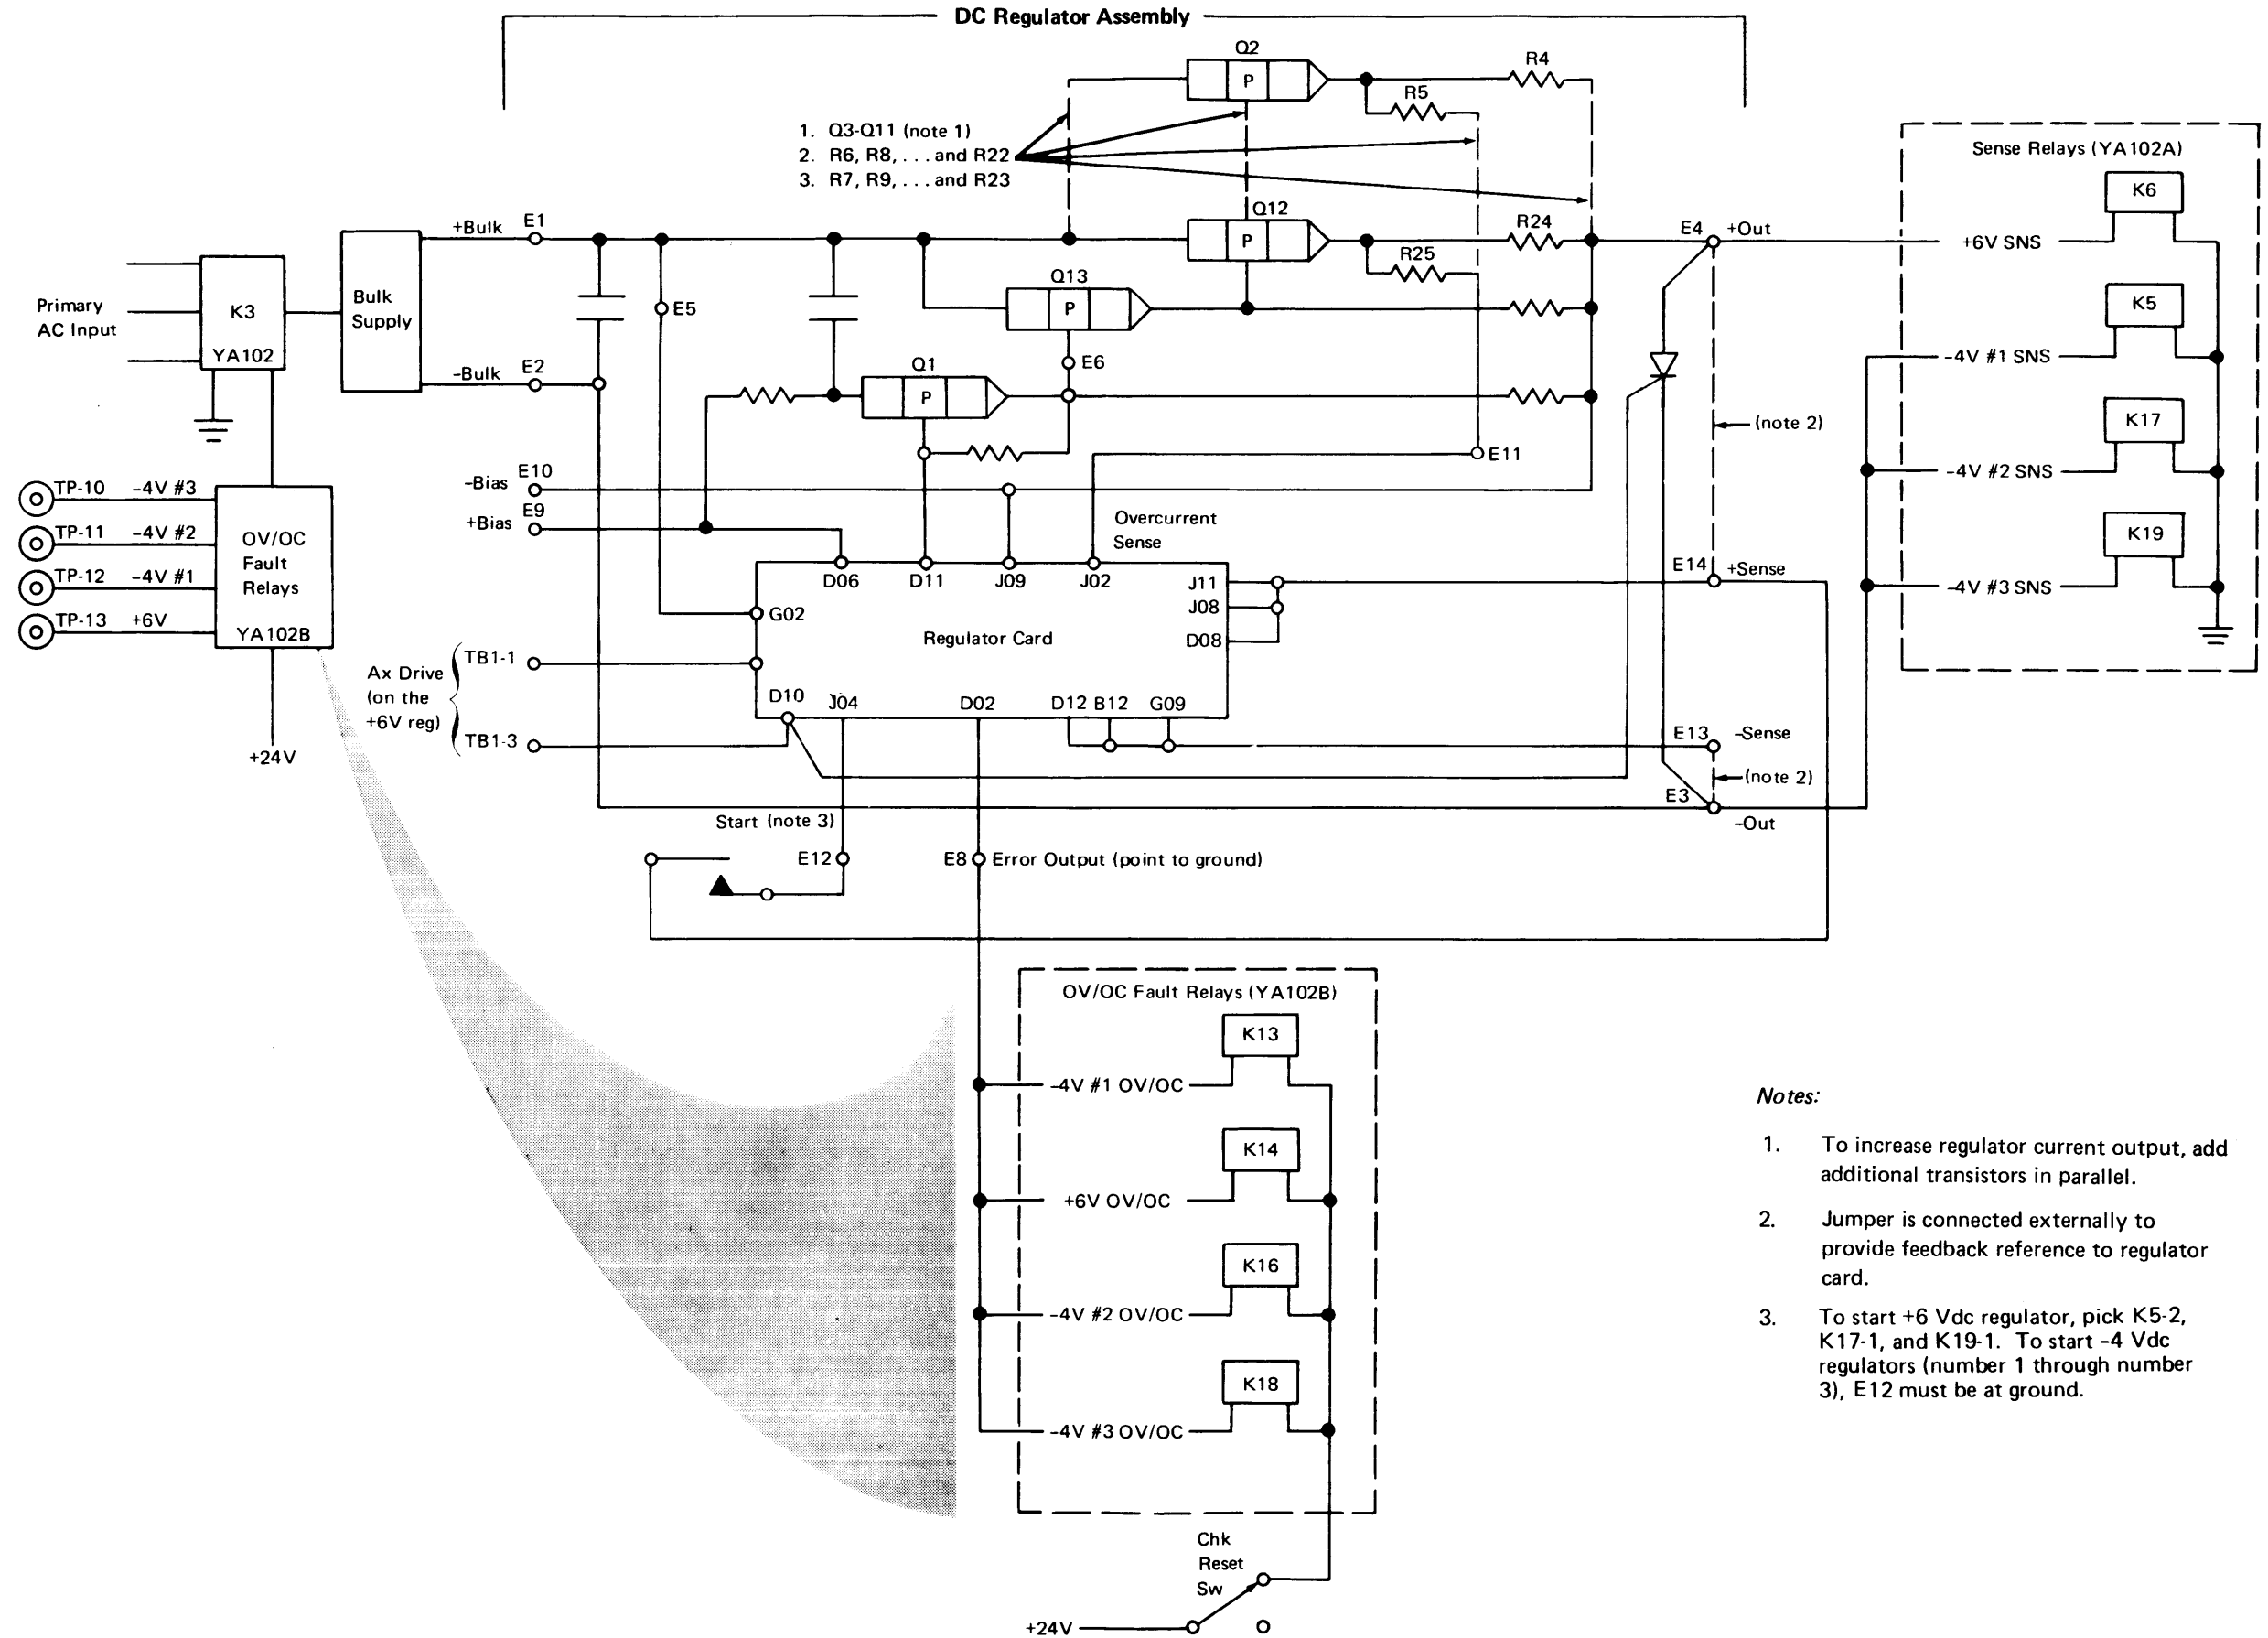 DC Regulator Assembly
Q2
P
R4
R5
1. Q3-Q11 (note 1)
2. R6, R8, . . . and R22
3. R7, R9, . . . and R23
Sense Relays (YA102A)
K6
+6V SNS
K5
-4V #1 SNS
K17
-4V #2 SNS
K19
-4V #3 SNS
Primary
AC Input
K3
YA102
Bulk
Supply
+Bulk
E1
-Bulk
E2
E5
Q12
P
R24
R25
E4
+Out
Q13
P
E6
Q1
P
(note 2)
E11
-Bias
E10
+Bias
E9
Overcurrent
Sense
TP-10 -4V #3
TP-11 -4V #2
TP-12 -4V #1
TP-13 +6V
OV/OC
Fault
Relays
YA102B
+24V
D06
D11
J09
J02
J11
J08
D08
G02
Regulator Card
E14
+Sense
Ax Drive
(on the
+6V reg)
TB1-1
TB1-3
D10
J04
D02
D12 B12 G09
E13
-Sense
(note 2)
E3
-Out
Start (note 3)
E12
E8
Error Output (point to ground)
OV/OC Fault Relays (YA102B)
K13
-4V #1 OV/OC
K14
+6V OV/OC
K16
-4V #2 OV/OC
K18
-4V #3 OV/OC
Chk
Reset
Sw
+24V
Notes:
1. To increase regulator current output, add
additional transistors in parallel.
2. Jumper is connected externally to
provide feedback reference to regulator
card.
3. To start +6 Vdc regulator, pick K5-2,
K17-1, and K19-1. To start -4 Vdc
regulators (number 1 through number
3), E12 must be at ground.